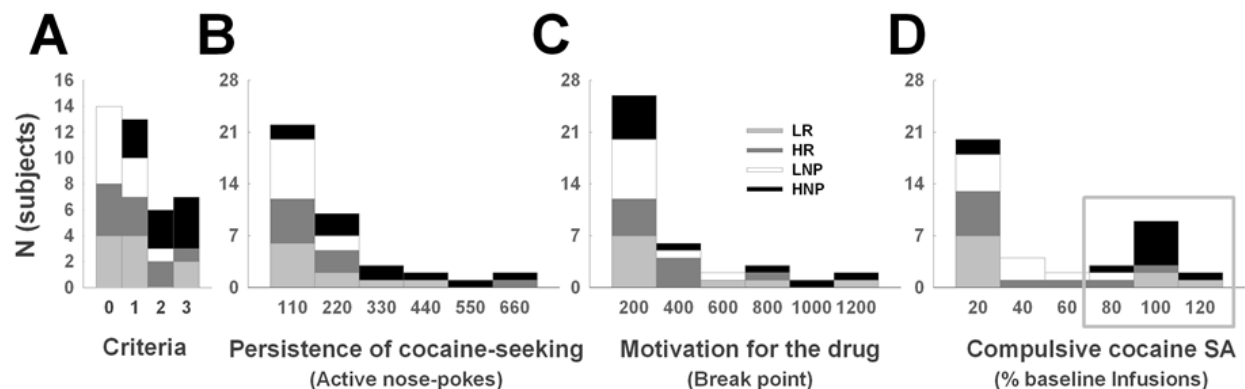 A B C D
N (subjects)
16
14
12
10
8
6
4
2
0
0 1 2 3
Criteria
28
21
14
7
0
110 220 330 440 550 660
Persistence of cocaine-seeking
(Active nose-pokes)
28
21
14
7
0
200 400 600 800 1000 1200
Motivation for the drug
(Break point)
LR
HR
LNP
HNP
28
21
14
7
0
20 40 60 80 100 120
Compulsive cocaine SA
(% baseline Infusions)